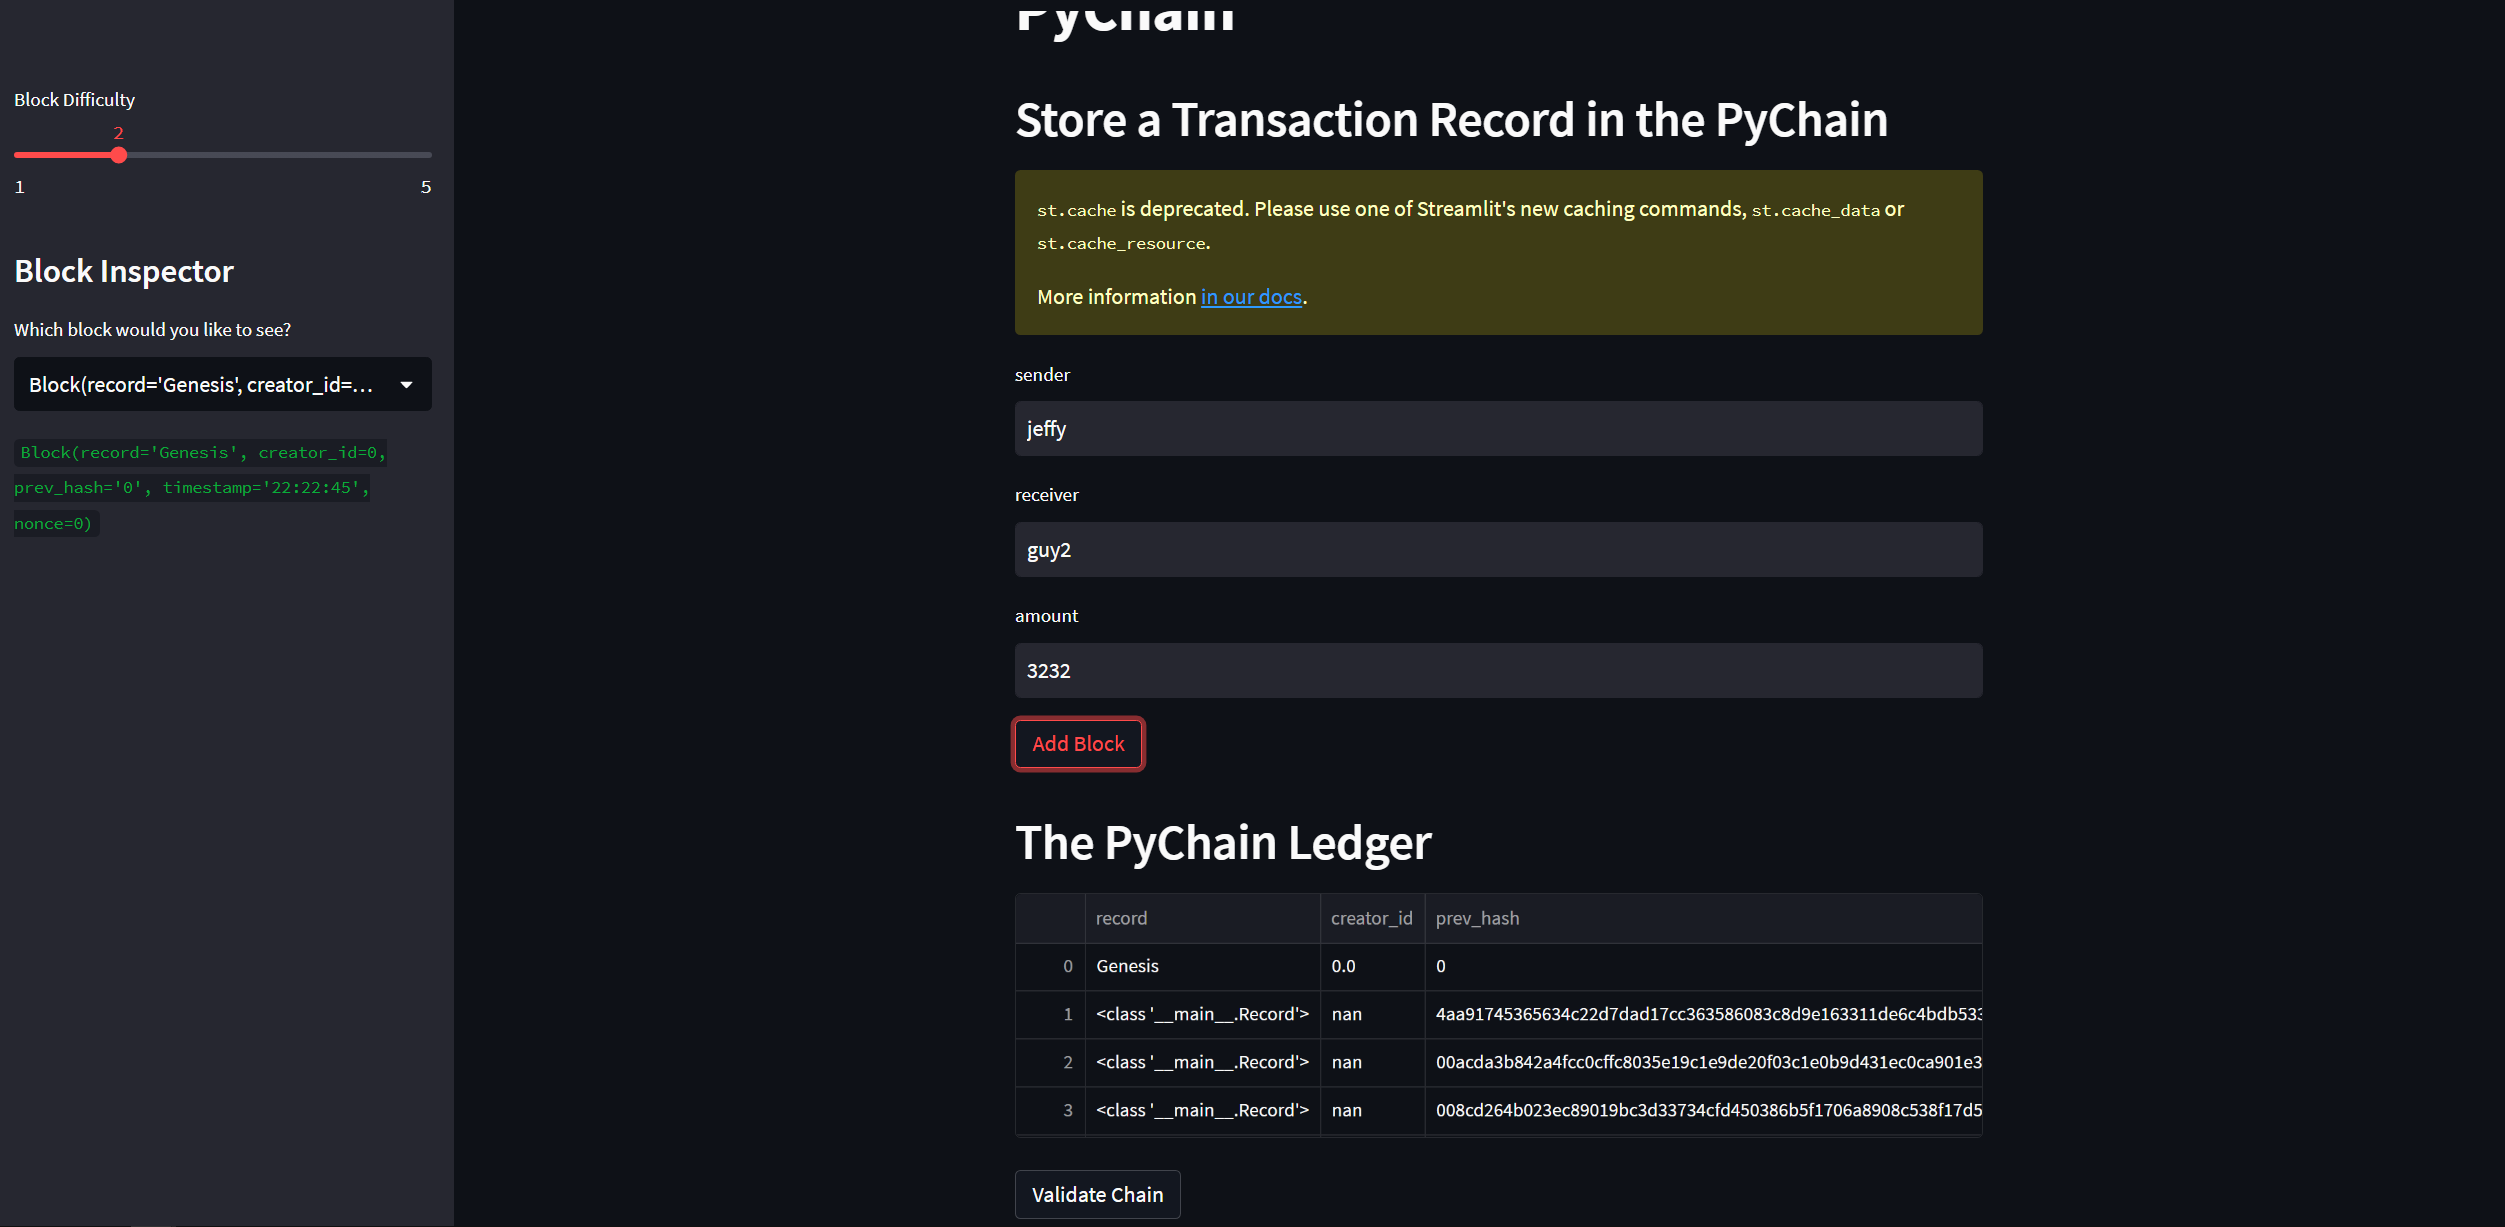 Block Difficulty
2
1 5
Block Inspector
Which block would you like to see?
Block(record='Genesis', creator_id=...
Block(record='Genesis', creator_id=0,
prev_hash='0', timestamp='22:22:45',
nonce=0)
PyChain
Store a Transaction Record in the PyChain
st.cache is deprecated. Please use one of Streamlit's new caching commands, st.cache_data or
st.cache_resource.
More information in our docs.
sender
jeffy
receiver
guy2
amount
3232
Add Block
The PyChain Ledger
record creator_id prev_hash
0 Genesis 0.0 0
1 <class '__main__.Record'> nan 4aa91745365634c22d7dad17cc363586083c8d9e163311de6c4bdb533
2 <class '__main__.Record'> nan 00acda3b842a4fcc0cffc8035e19c1e9de20f03c1e0b9d431ec0ca901e3
3 <class '__main__.Record'> nan 008cd264b023ec89019bc3d33734cfd450386b5f1706a8908c538f17d5
Validate Chain